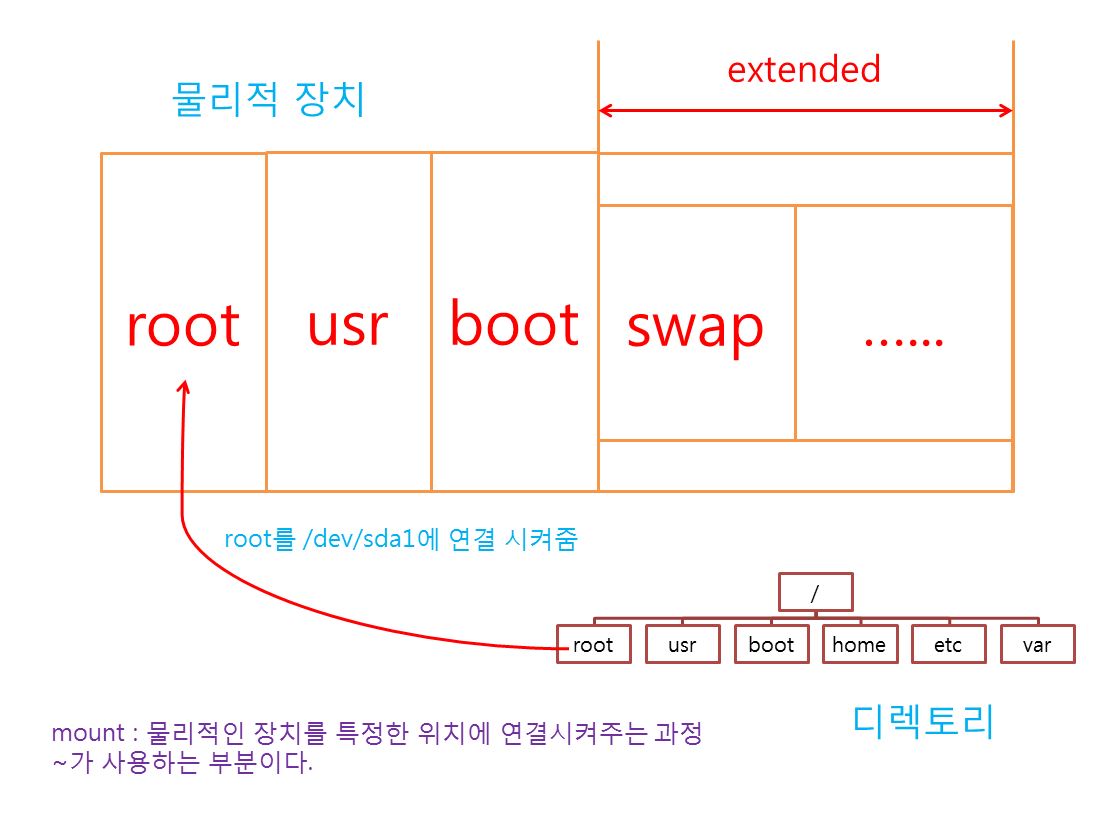 extended
물리적 장치
root
usr
boot
swap
…...
root를 /dev/sda1에 연결 시켜줌
/
root
usr
boot
home
etc
var
디렉토리
mount : 물리적인 장치를 특정한 위치에 연결시켜주는 과정
~가 사용하는 부분이다.